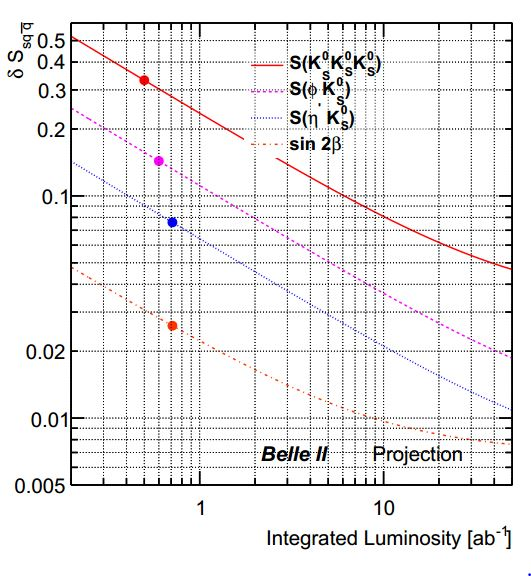 δ S_sq̅q̅
0.5
0.4
0.3
0.2
0.1
0.02
0.01
0.005
S(K⁰_S K⁰_S K⁰_S)
S(φ K⁰_S)
S(η' K⁰_S)
sin 2β
Belle II Projection
1 10
Integrated Luminosity [ab⁻¹]